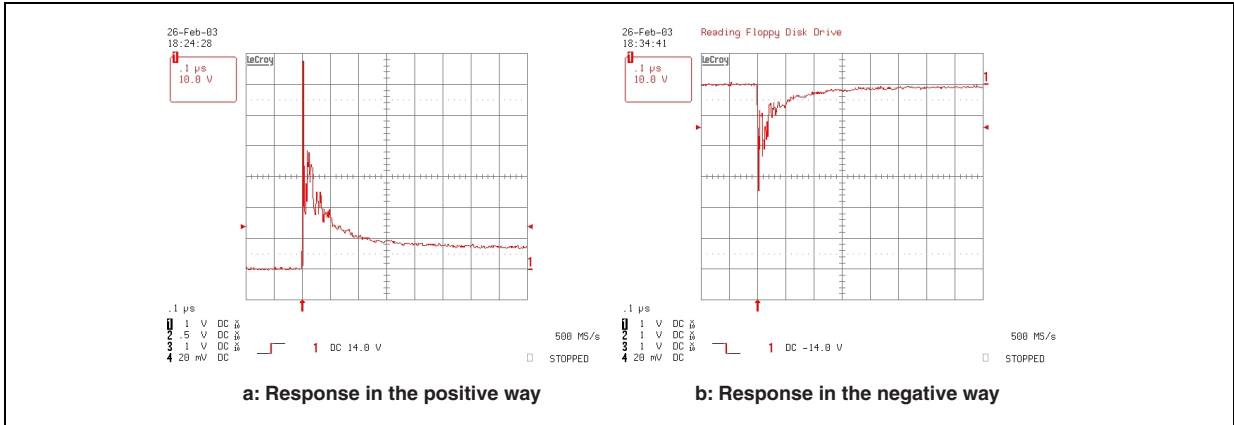 26-Feb-03
18:24:28
1
.1 µs
10.0 V
LeCroy
1
.1 µs
1 1 V DC
2 .5 V DC
3 1 V DC
4 20 mV DC
1 DC 14.0 V
500 MS/s
STOPPED
a: Response in the positive way
26-Feb-03
18:34:41
Reading Floppy Disk Drive
1
.1 µs
10.0 V
LeCroy
1
.1 µs
1 1 V DC
2 1 V DC
3 1 V DC
4 20 mV DC
1 DC -14.0 V
500 MS/s
STOPPED
b: Response in the negative way